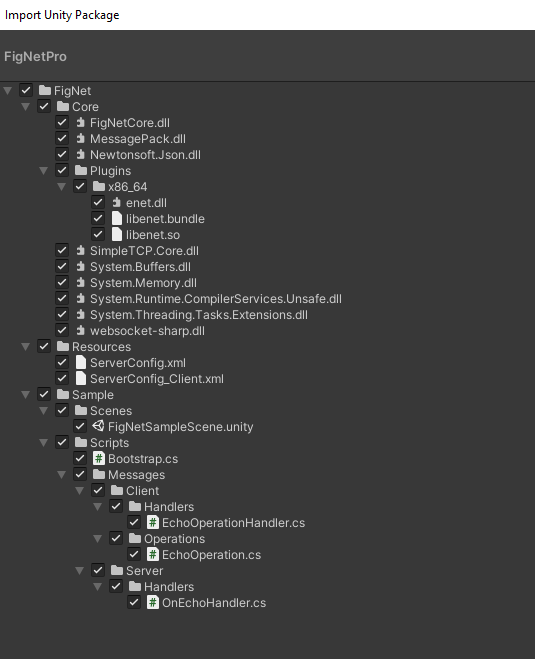 Import Unity Package
FigNetPro
FigNet
Core
FigNetCore.dll
MessagePack.dll
Newtonsoft.Json.dll
Plugins
x86_64
enet.dll
libenet.bundle
libenet.so
SimpleTCP.Core.dll
System.Buffers.dll
System.Memory.dll
System.Runtime.CompilerServices.Unsafe.dll
System.Threading.Tasks.Extensions.dll
websocket-sharp.dll
Resources
ServerConfig.xml
ServerConfig_Client.xml
Sample
Scenes
FigNetSampleScene.unity
Scripts
Bootstrap.cs
Messages
Client
Handlers
EchoOperationHandler.cs
Operations
EchoOperation.cs
Server
Handlers
OnEchoHandler.cs